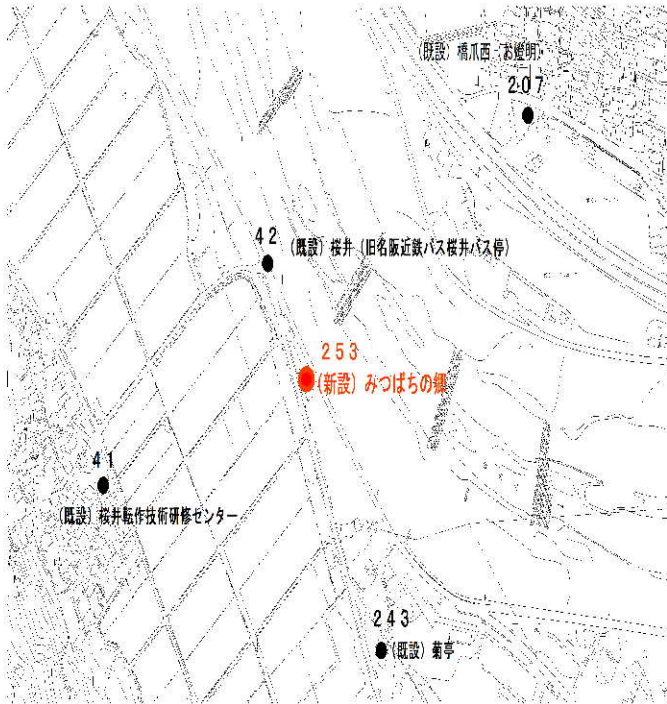 (既設) 橋爪西 (お燈明)
207
42
(既設) 桜井 (旧名阪近鉄バス桜井バス停)
253
(新設) みつばちの郷
41
(既設) 桜井転作技術研修センター
243
(既設) 菊亭